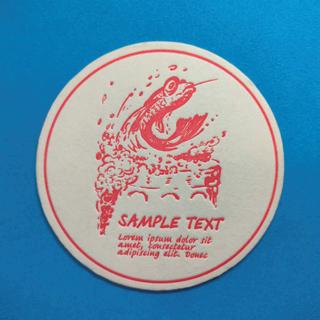 SAMPLE TEXT
Lorem ipsum dolor sit
amet, consectetur
adipiscing elit. Donec